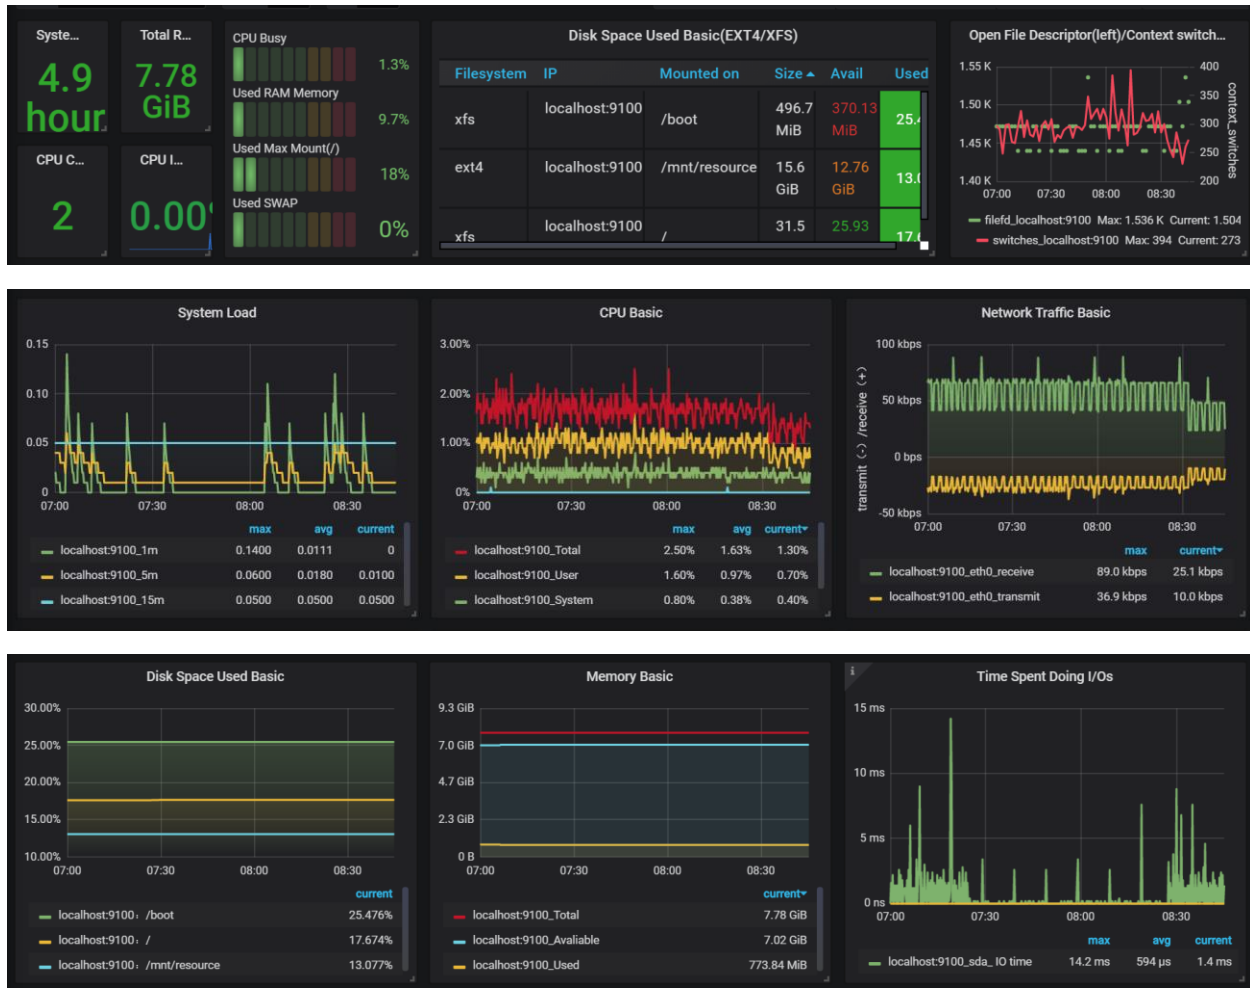 Syste...
4.9
hour
Total R...
7.78
GiB
CPU C...
2
CPU I...
0.00
CPU Busy
1.3%
Used RAM Memory
9.7%
Used Max Mount(/)
18%
Used SWAP
0%
Disk Space Used Basic(EXT4/XFS)
Filesystem IP Mounted on Size Avail Used
xfs localhost:9100 /boot 496.7 MiB 370.13 MiB 25.4
ext4 localhost:9100 /mnt/resource 15.6 GiB 12.76 GiB 13.0
xfs localhost:9100 / 31.5 25.93 17.6
Open File Descriptor(left)/Context switch...
1.55 K
1.50 K
1.45 K
1.40 K
400
350
300
250
200
context_switches
07:00 07:30 08:00 08:30
filefd_localhost:9100 Max: 1.536 K Current: 1.504
switches_localhost:9100 Max: 394 Current: 273
System Load
0.15
0.10
0.05
0
07:00 07:30 08:00 08:30
max avg current
localhost:9100_1m 0.1400 0.0111 0
localhost:9100_5m 0.0600 0.0180 0.0100
localhost:9100_15m 0.0500 0.0500 0.0500
CPU Basic
3.00%
2.00%
1.00%
0%
07:00 07:30 08:00 08:30
max avg current
localhost:9100_Total 2.50% 1.63% 1.30%
localhost:9100_User 1.60% 0.97% 0.70%
localhost:9100_System 0.80% 0.38% 0.40%
Network Traffic Basic
transmit (-) /receive (+)
100 kbps
50 kbps
0 bps
-50 kbps
07:00 07:30 08:00 08:30
max current
localhost:9100_eth0_receive 89.0 kbps 25.1 kbps
localhost:9100_eth0_transmit 36.9 kbps 10.0 kbps
Disk Space Used Basic
30.00%
25.00%
20.00%
15.00%
10.00%
07:00 07:30 08:00 08:30
current
localhost:9100：/boot 25.476%
localhost:9100：/ 17.674%
localhost:9100：/mnt/resource 13.077%
Memory Basic
9.3 GiB
7.0 GiB
4.7 GiB
2.3 GiB
0 B
07:00 07:30 08:00 08:30
current
localhost:9100_Total 7.78 GiB
localhost:9100_Avaliable 7.02 GiB
localhost:9100_Used 773.84 MiB
i
Time Spent Doing I/Os
15 ms
10 ms
5 ms
0 ns
07:00 07:30 08:00 08:30
max avg current
localhost:9100_sda_ IO time 14.2 ms 594 µs 1.4 ms